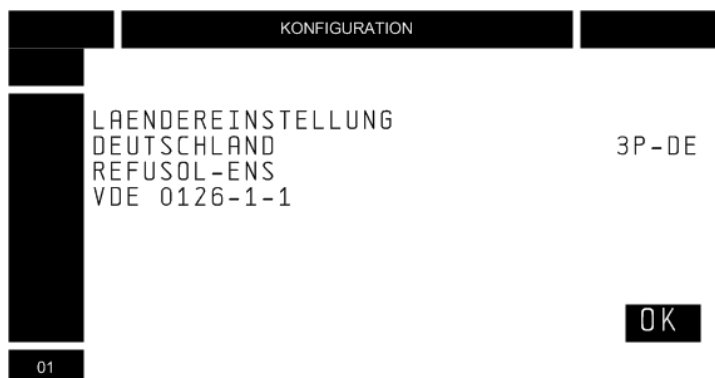 KONFIGURATION
LAENDEREINSTELLUNG
DEUTSCHLAND 3P-DE
REFUSOL-ENS
VDE 0126-1-1
OK
01